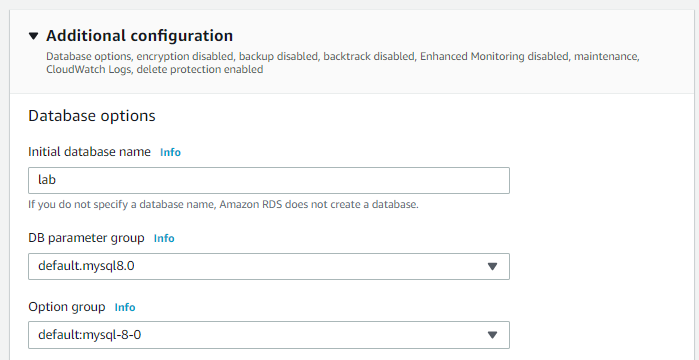 Additional configuration
Database options, encryption disabled, backup disabled, backtrack disabled, Enhanced Monitoring disabled, maintenance,
CloudWatch Logs, delete protection enabled
Database options
Initial database name Info
lab
If you do not specify a database name, Amazon RDS does not create a database.
DB parameter group Info
default.mysql8.0
Option group Info
default:mysql-8-0